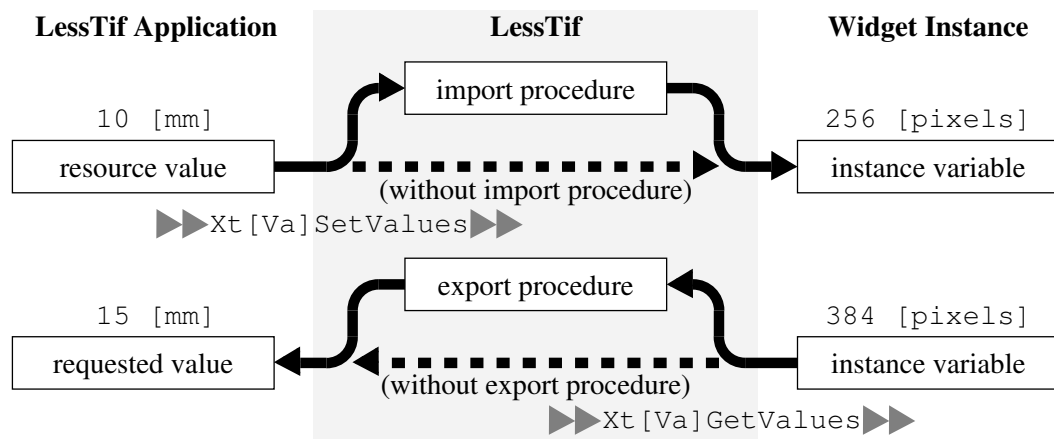 LessTif Application LessTif Widget Instance
import procedure
10 [mm] 256 [pixels]
resource value instance variable
(without import procedure)
Xt[Va]SetValues
export procedure
15 [mm] 384 [pixels]
requested value instance variable
(without export procedure)
Xt[Va]GetValues